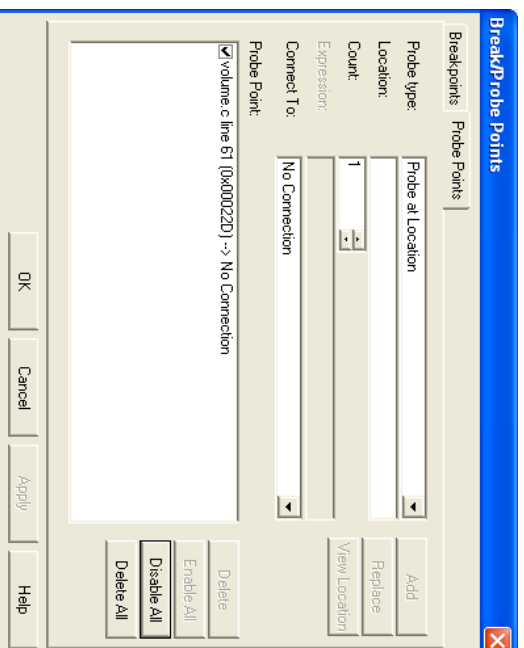 Break/Probe Points
Breakpoints Probe Points
Probe type: Probe at Location Add
Location: Replace
Count: 1 View Location
Expression:
Connect To: No Connection
Probe Point:
volume.c line 61 (0x00022D) --> No Connection
Delete
Enable All
Disable All
Delete All
OK Cancel Apply Help